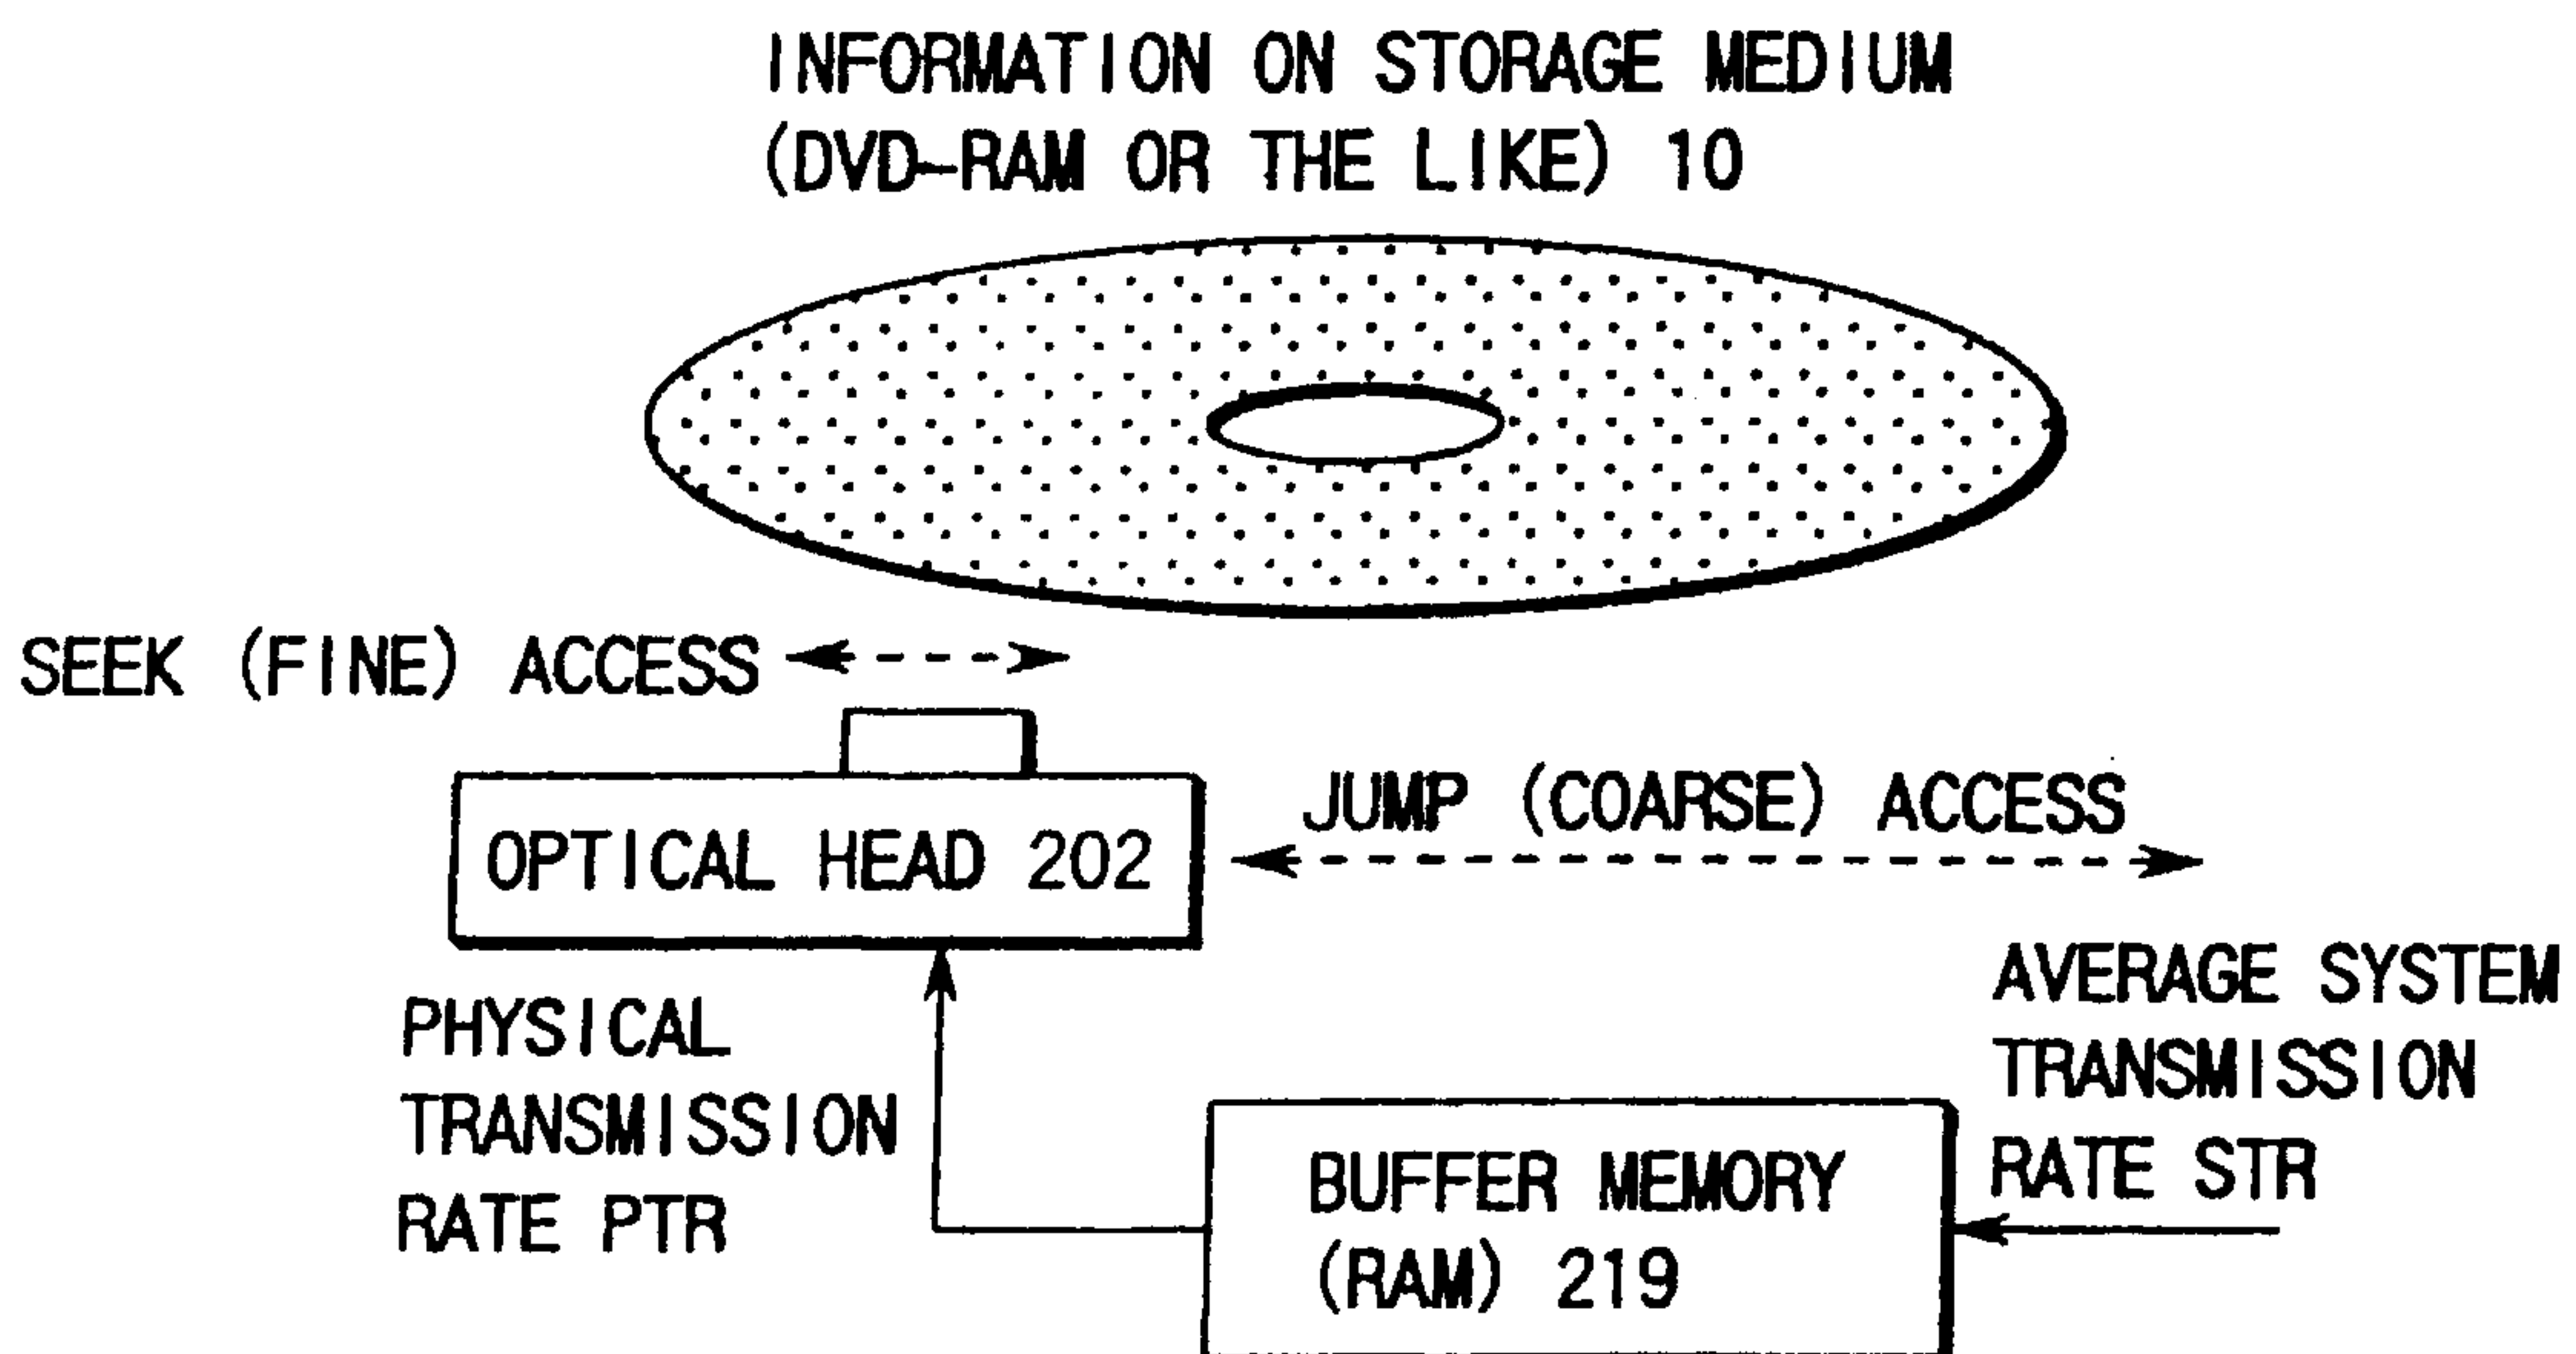 INFORMATION ON STORAGE MEDIUM
(DVD-RAM OR THE LIKE) 10
SEEK (FINE) ACCESS
JUMP (COARSE) ACCESS
OPTICAL HEAD 202
PHYSICAL
TRANSMISSION
RATE PTR
AVERAGE SYSTEM
TRANSMISSION
RATE STR
BUFFER MEMORY
(RAM) 219